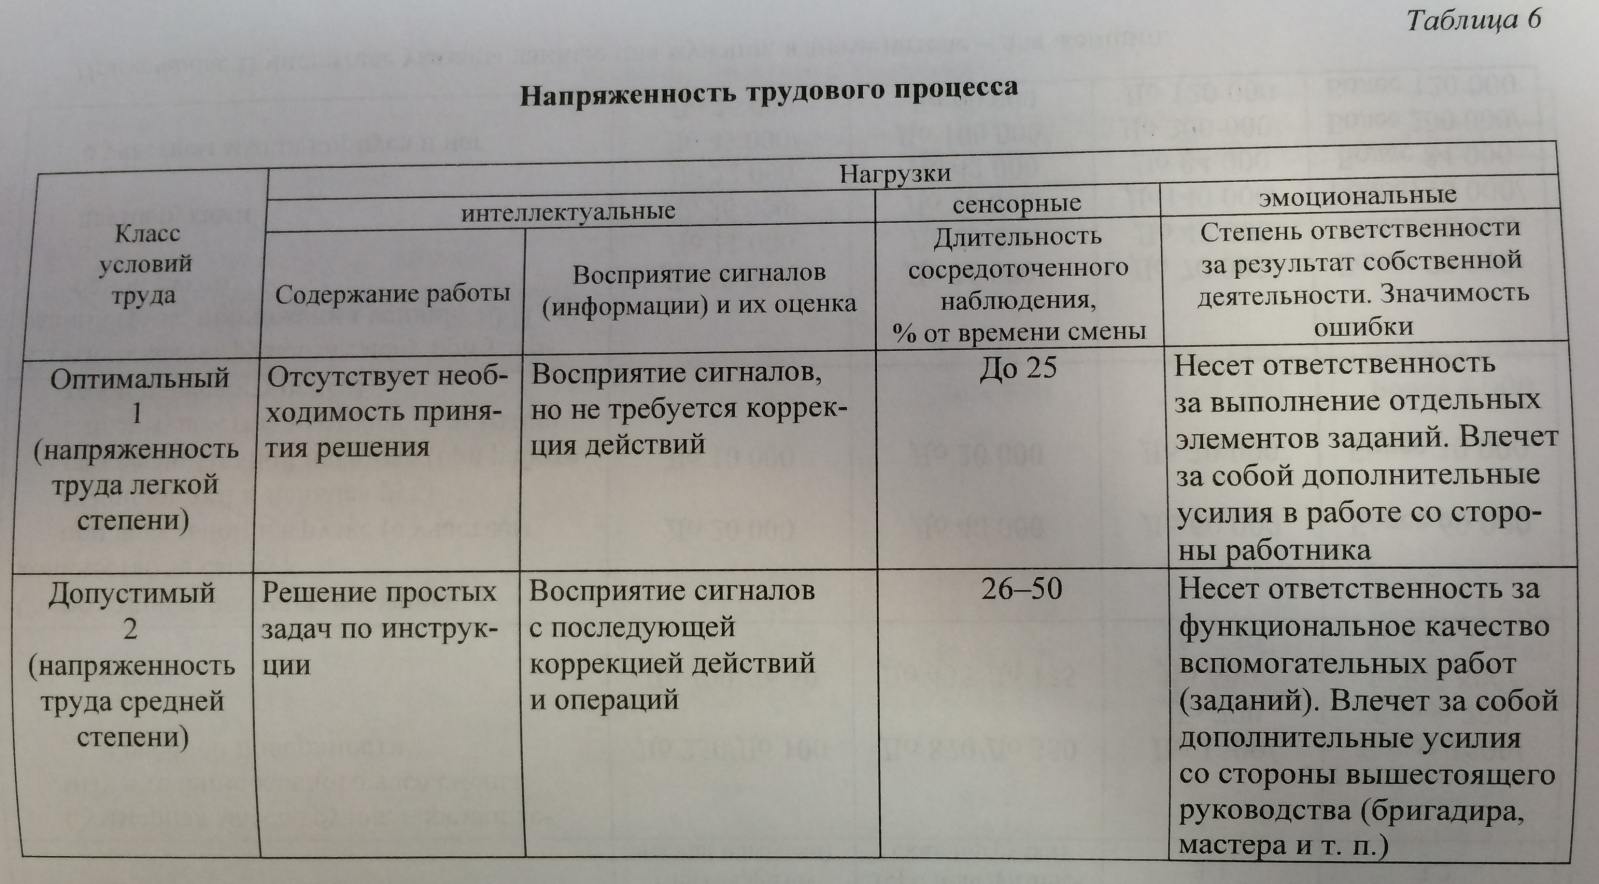 Таблица 6
Напряженность трудового процесса
Класс
условий
труда
Нагрузки
интеллектуальные
сенсорные
эмоциональные
Содержание работы
Восприятие сигналов
(информации) и их оценка
Длительность
сосредоточенного
наблюдения,
% от времени смены
Степень ответственности
за результат собственной
деятельности. Значимость
ошибки
Оптимальный
1
(напряженность
труда легкой
степени)
Отсутствует необ-
ходимость приня-
тия решения
Восприятие сигналов,
но не требуется коррек-
ция действий
До 25
Несет ответственность
за выполнение отдельных
элементов заданий. Влечет
за собой дополнительные
усилия в работе со сторо-
ны работника
Допустимый
2
(напряженность
труда средней
степени)
Решение простых
задач по инструк-
ции
Восприятие сигналов
с последующей
коррекцией действий
и операций
26–50
Несет ответственность за
функциональное качество
вспомогательных работ
(заданий). Влечет за собой
дополнительные усилия
со стороны вышестоящего
руководства (бригадира,
мастера и т. п.)